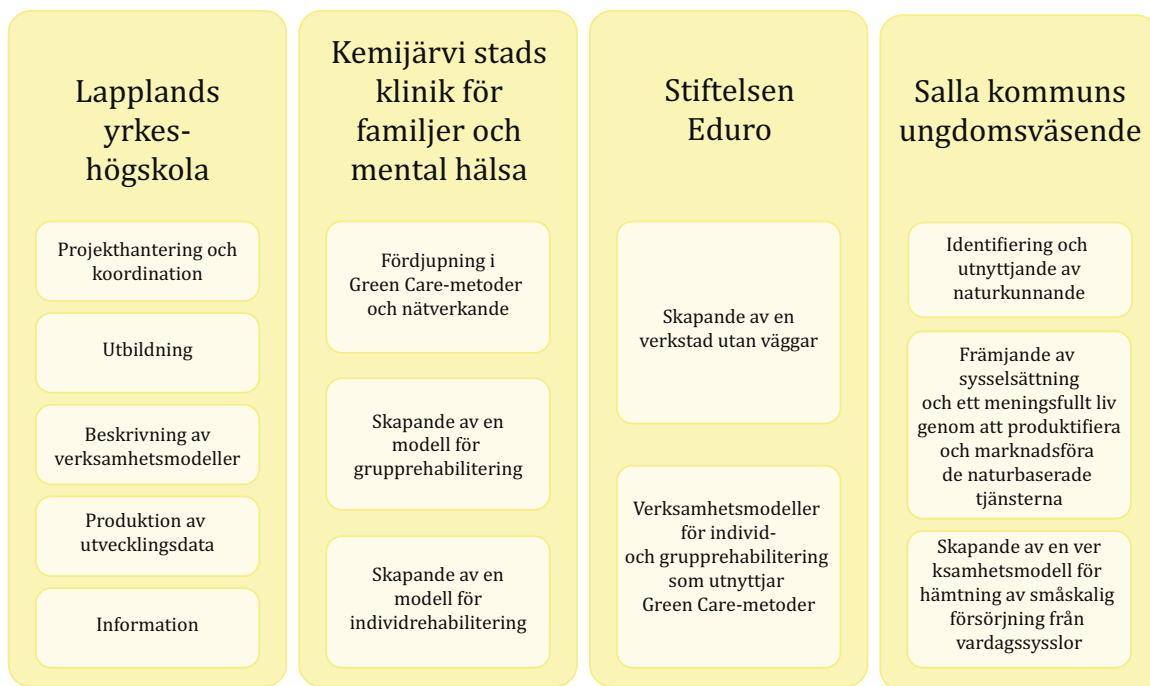 Lapplands
yrkes-
högskola
Projekthantering och
koordination
Utbildning
Beskrivning av
verksamhetsmodeller
Produktion av
utvecklingsdata
Information
Kemijärvi stads
klinik för
familjer och
mental hälsa
Fördjupning i
Green Care-metoder
och nätverkande
Skapande av en
modell för
grupprehabilitering
Skapande av en
modell för
individrehabilitering
Stiftelsen
Eduro
Skapande av en
verkstad utan väggar
Verksamhetsmodeller
för individ-
och grupprehabilitering
som utnyttjar
Green Care-metoder
Salla kommuns
ungdomsväsende
Identifiering och
utnyttjande av
naturkunnande
Främjande av
sysselsättning
och ett meningsfullt liv
genom att produktifiera
och marknadsföra
de naturbaserade
tjänsterna
Skapande av en ver
ksamhetsmodell för
hämtning av småskalig
försörjning från
vardagssysslor